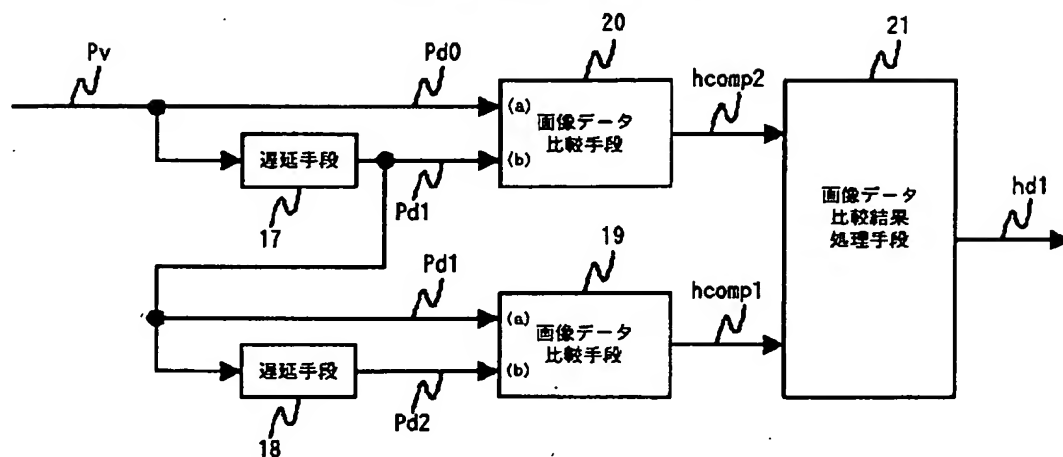 20
21
Pv
Pd0
hcomp2
(a)
画像データ
比較手段
(b)
遅延手段
Pd1
17
画像データ
比較結果
処理手段
hd1
19
Pd1
hcomp1
(a)
画像データ
比較手段
(b)
遅延手段
Pd2
18